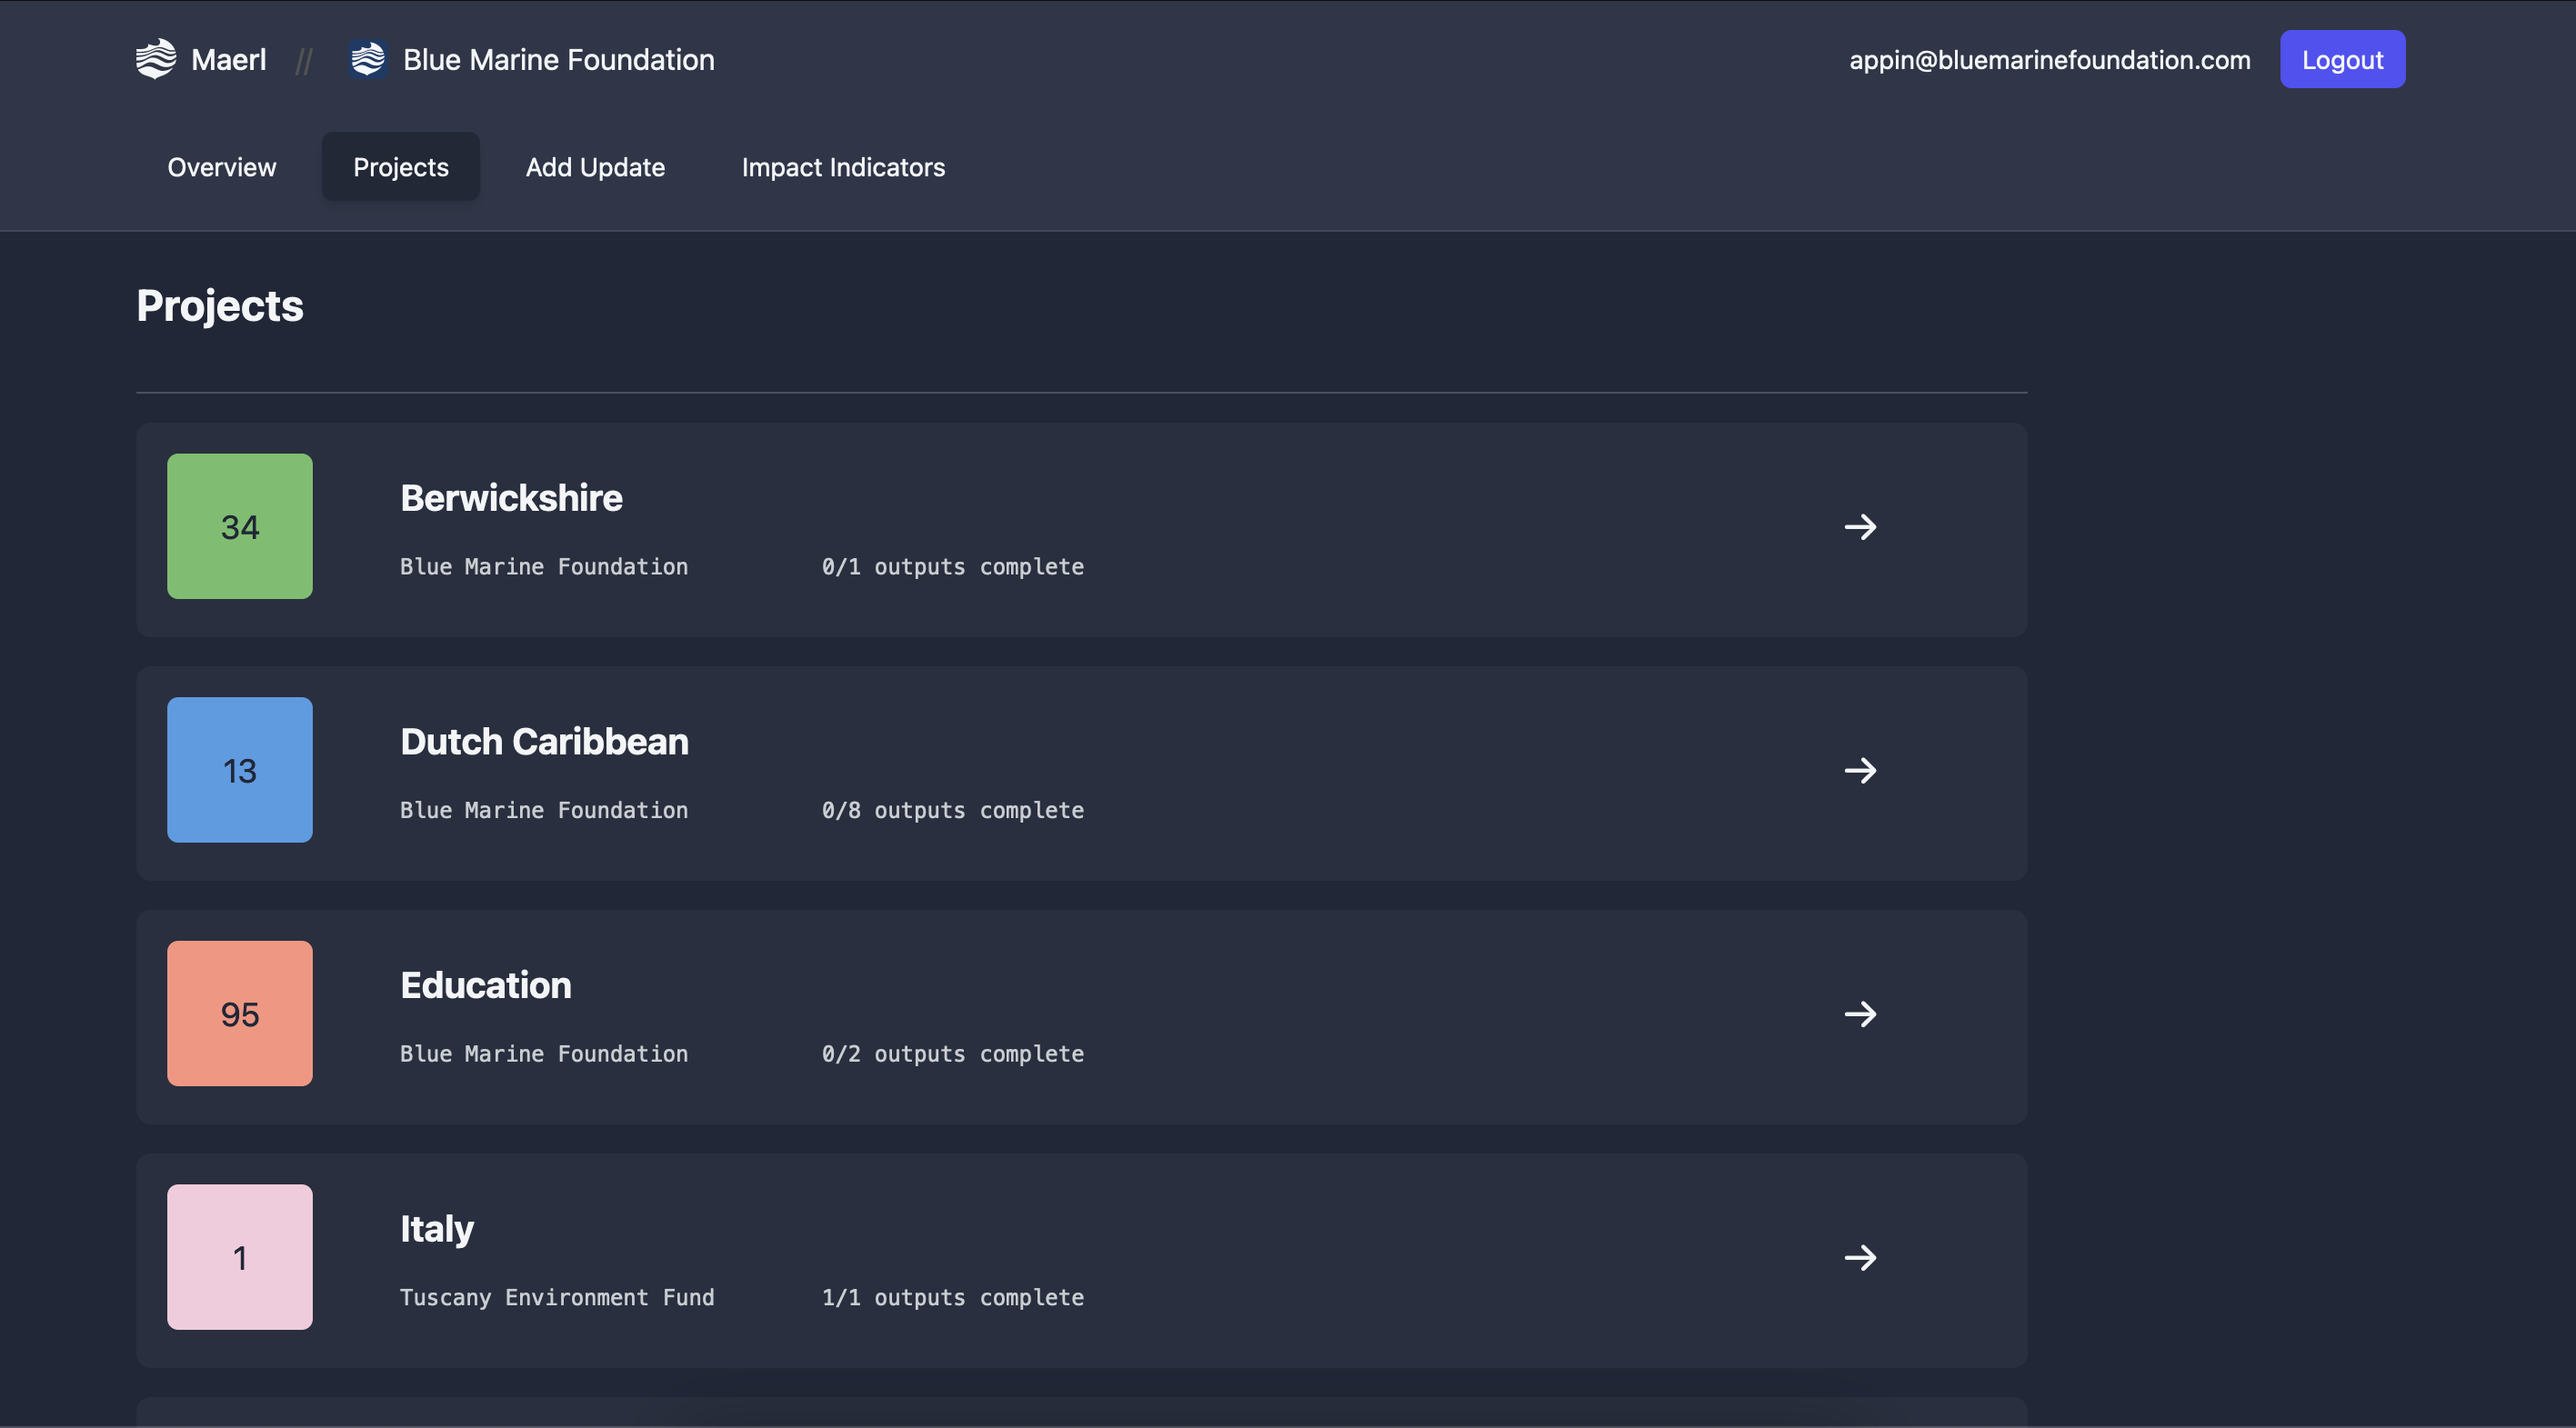 Maerl // Blue Marine Foundation appin@bluemarinefoundation.com Logout
Overview Projects Add Update Impact Indicators
Projects
34
Berwickshire
Blue Marine Foundation 0/1 outputs complete
13
Dutch Caribbean
Blue Marine Foundation 0/8 outputs complete
95
Education
Blue Marine Foundation 0/2 outputs complete
1
Italy
Tuscany Environment Fund 1/1 outputs complete